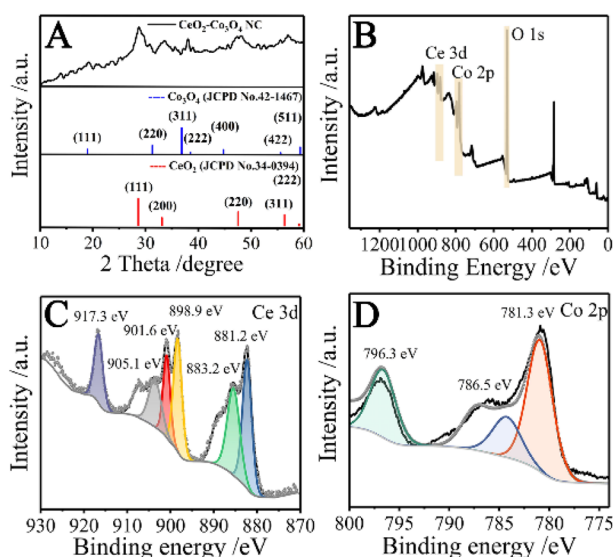 A
CeO₂-Co₃O₄ NC
Co₃O₄ (JCPD No.42-1467)
(111)
(220)
(311)
(222)
(400)
(511)
(422)
CeO₂ (JCPD No.34-0394)
(111)
(200)
(220)
(222)
(311)
10 20 30 40 50 60
2 Theta /degree
Intensity /a.u.
B
Ce 3d
Co 2p
O 1s
1200 1000 800 600 400 200 0
Binding Energy /eV
Intensity /a.u.
C
Ce 3d
917.3 eV
901.6 eV
898.9 eV
905.1 eV
883.2 eV
881.2 eV
930 920 910 900 890 880 870
Binding energy /eV
Intensity /a.u.
D
Co 2p
796.3 eV
786.5 eV
781.3 eV
800 795 790 785 780 775
Binding energy /eV
Intensity /a.u.